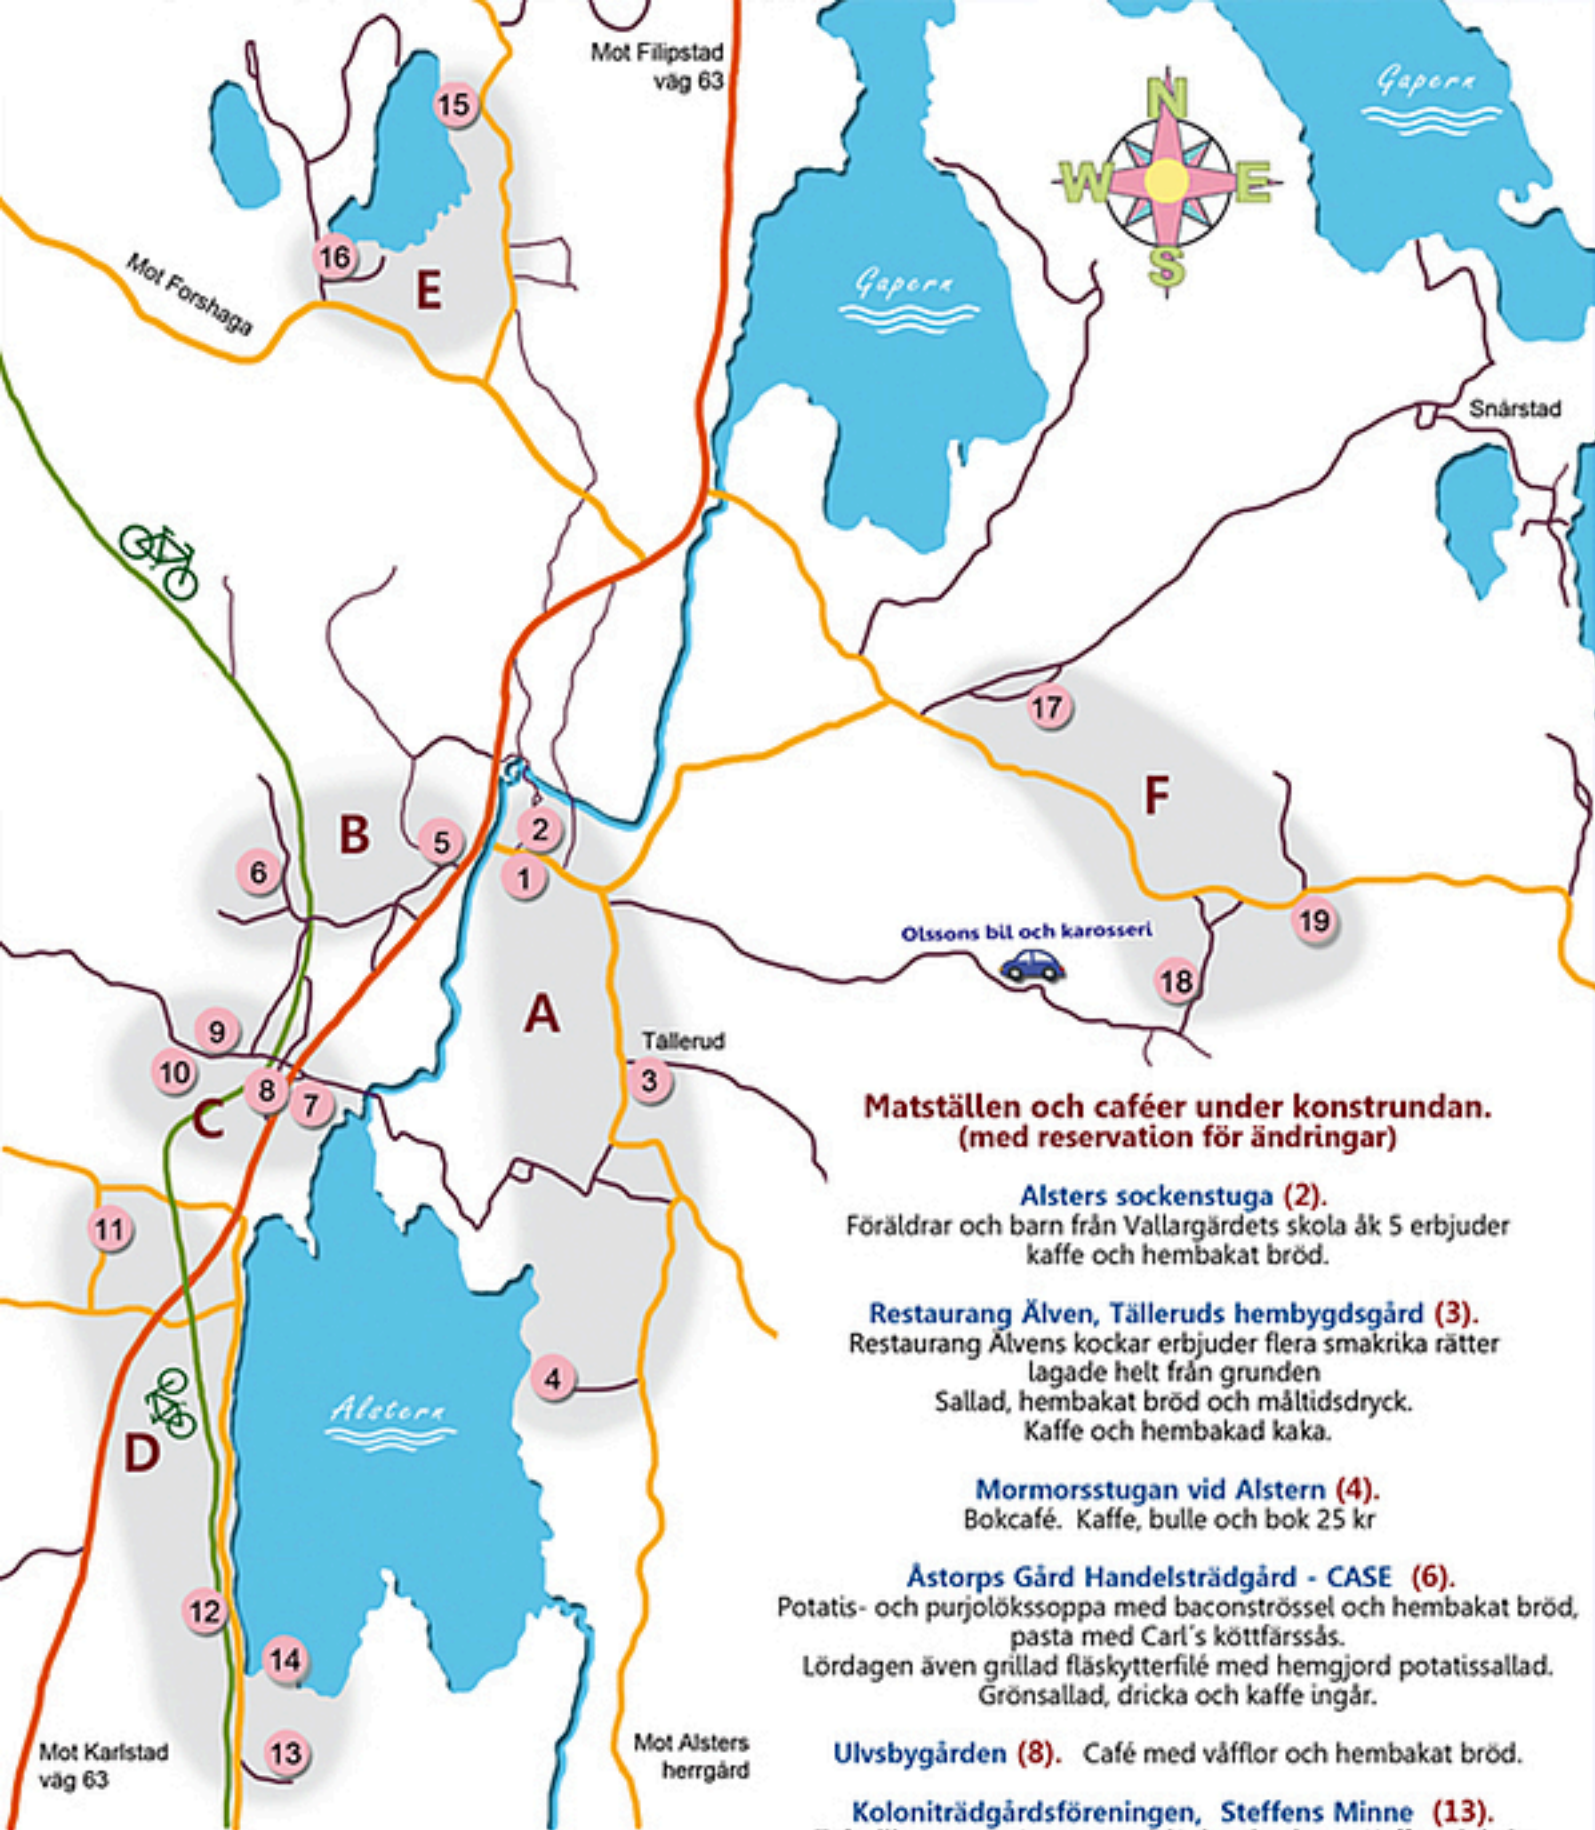 Mot Filipstad
väg 63
Gapern
N
W
E
S
15
16
E
Mot Forshaga
Gapern
Snårstad
17
F
B
5
6
2
1
19
18
Olssons bil och karosseri
A
Tällerud
3
9
10
8
7
C
11
4
Alstern
D
12
14
13
Mot Karlstad
väg 63
Mot Alsters
herrgård
Matställen och caféer under konstrundan.
(med reservation för ändringar)
Alsters sockenstuga (2).
Föräldrar och barn från Vallargärdets skola åk 5 erbjuder
kaffe och hembakat bröd.
Restaurang Älven, Tälleruds hembygdsgård (3).
Restaurang Älvens kockar erbjuder flera smakrika rätter
lagade helt från grunden
Sallad, hembakat bröd och måltidsdryck.
Kaffe och hembakad kaka.
Mormorsstugan vid Alstern (4).
Bokcafé. Kaffe, bulle och bok 25 kr
Åstorps Gård Handelsträdgård - CASE (6).
Potatis- och purjolökssoppa med baconströssel och hembakat bröd,
pasta med Carl´s köttfärssås.
Lördagen även grillad fläskytterfilé med hemgjord potatissallad.
Grönsallad, dricka och kaffe ingår.
Ulvsbygården (8). Café med våfflor och hembakat bröd.
Koloniträdgårdsföreningen, Steffens Minne (13).